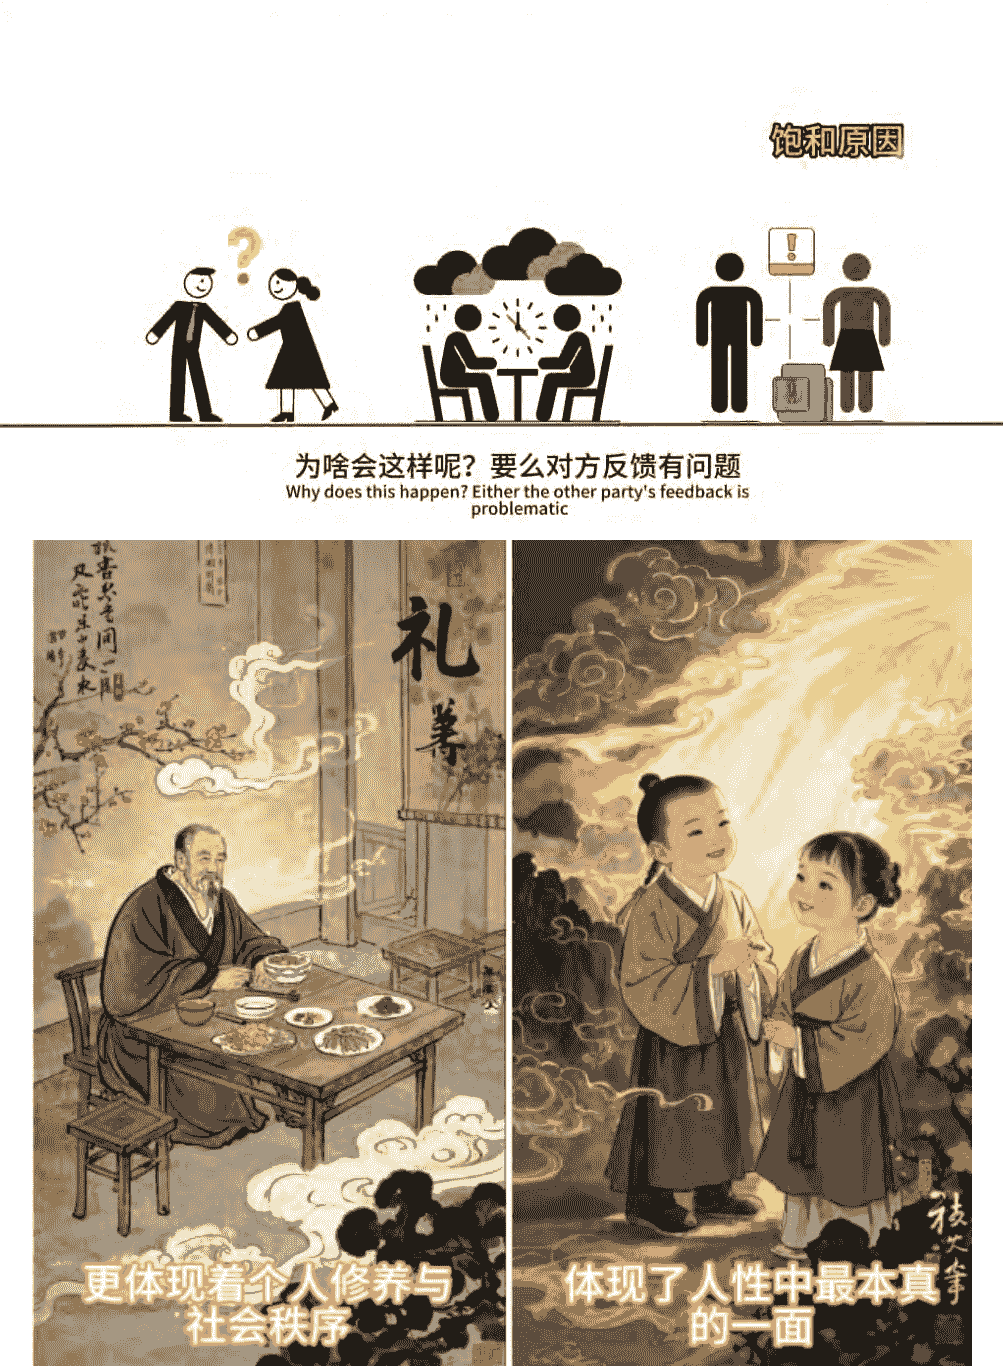 饱和原因
为啥会这样呢？要么对方反馈有问题
Why does this happen? Either the other party's feedback is
problematic
礼
更体现着个人修养与
社会秩序
体现了人性中最本真
的一面